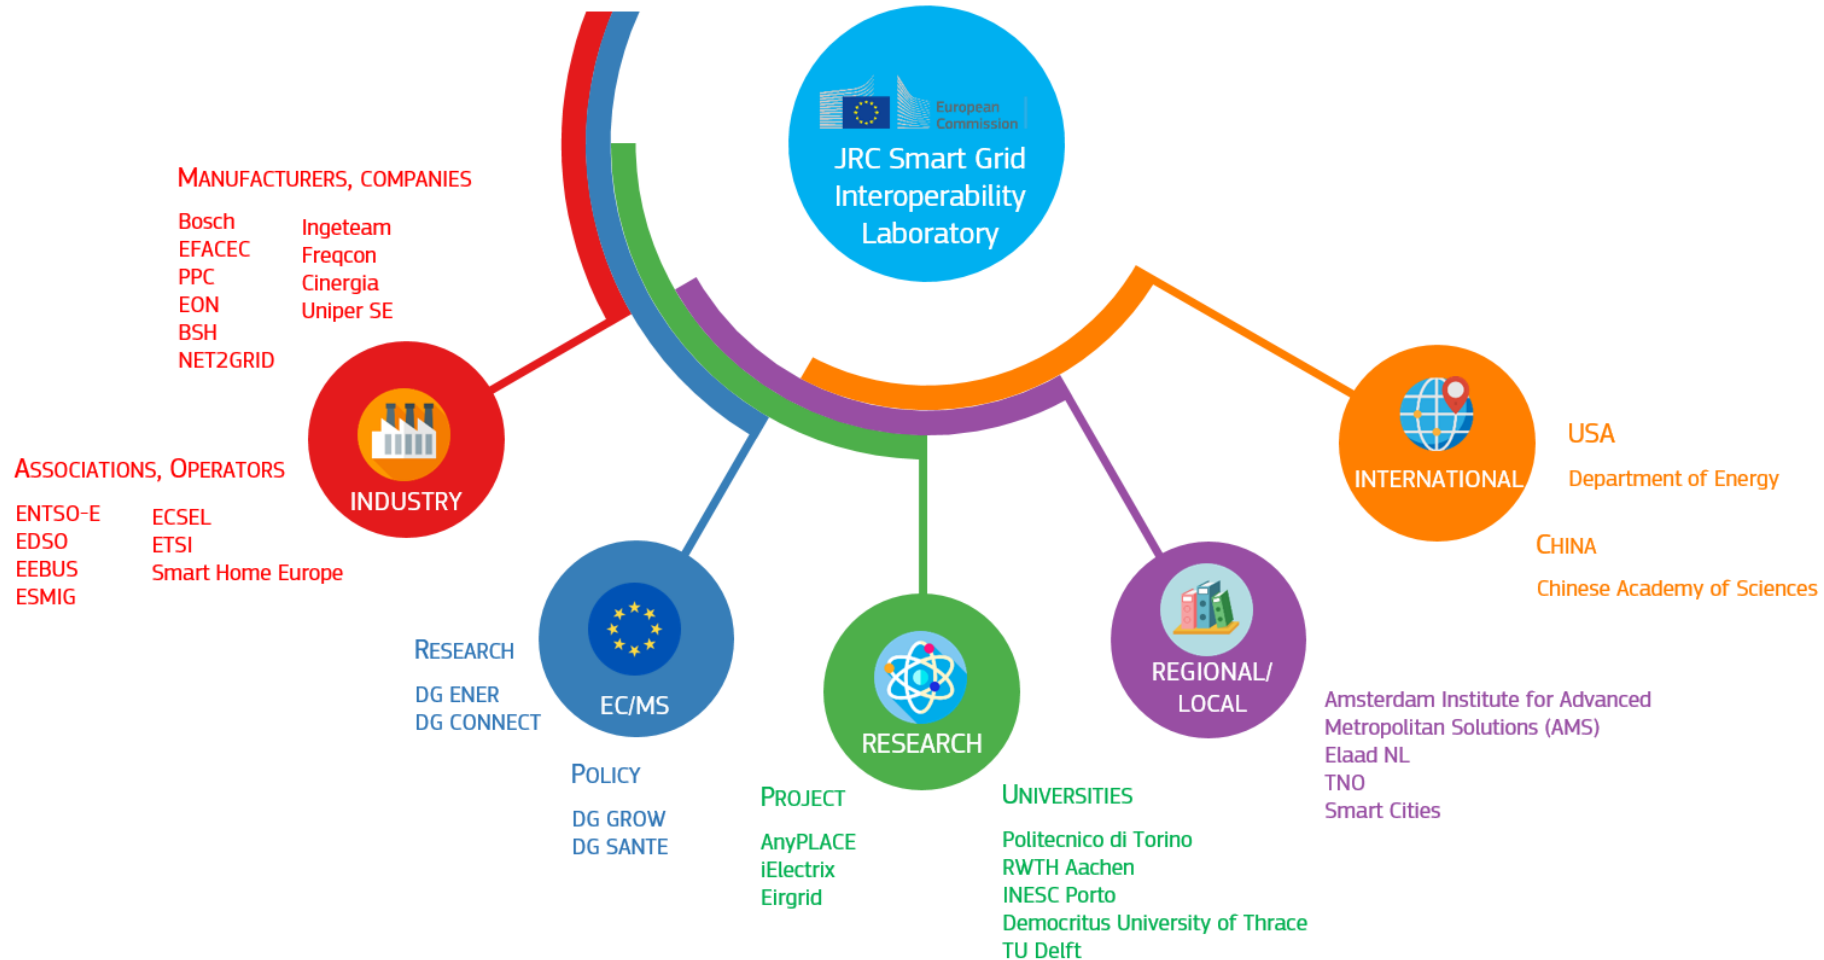 European
Commission
JRC Smart Grid
Interoperability
Laboratory
MANUFACTURERS, COMPANIES
Bosch
EFACEC
PPC
EON
BSH
NET2GRID
Ingeteam
Freqcon
Cinergia
Uniper SE
INDUSTRY
ASSOCIATIONS, OPERATORS
ENTSO-E
EDSO
EEBUS
ESMIG
ECSEL
ETSI
Smart Home Europe
EC/MS
RESEARCH
DG ENER
DG CONNECT
POLICY
DG GROW
DG SANTE
RESEARCH
PROJECT
AnyPLACE
iElectrix
Eirgrid
UNIVERSITIES
Politecnico di Torino
RWTH Aachen
INESC Porto
Democritus University of Thrace
TU Delft
REGIONAL/
LOCAL
Amsterdam Institute for Advanced
Metropolitan Solutions (AMS)
Elaad NL
TNO
Smart Cities
INTERNATIONAL
USA
Department of Energy
CHINA
Chinese Academy of Sciences